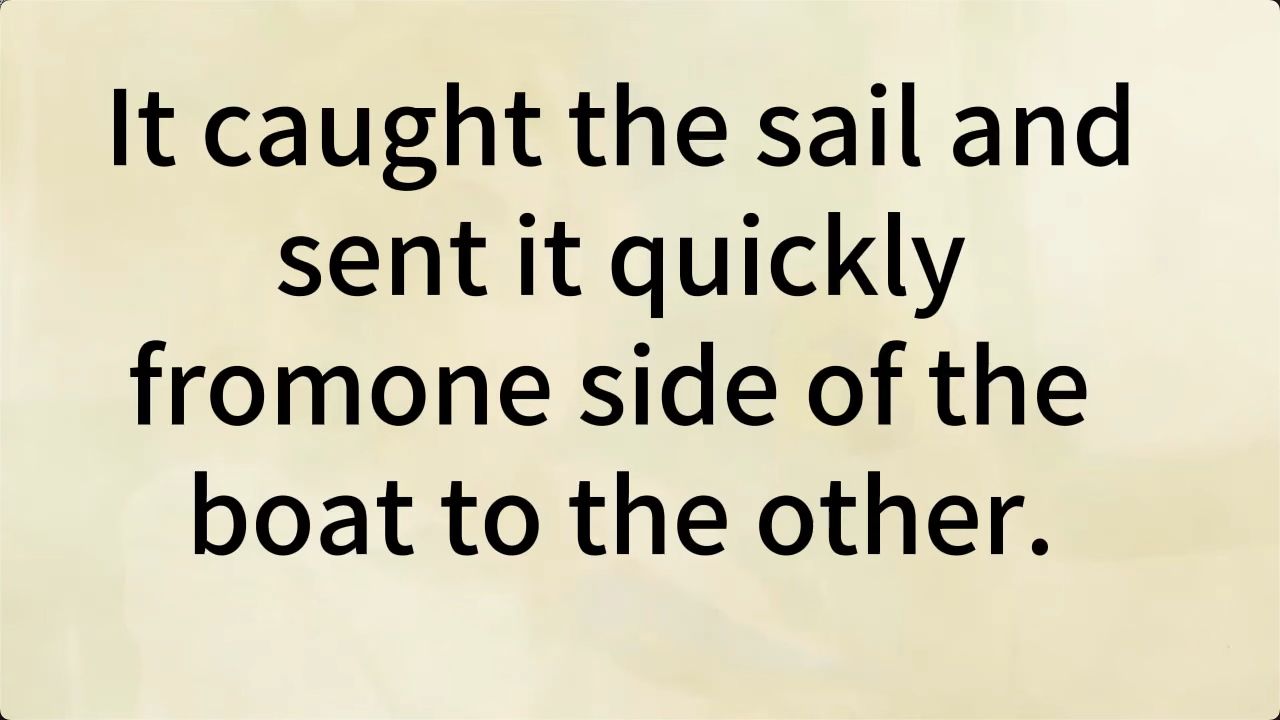 It caught the sail and
sent it quickly
fromone side of the
boat to the other.